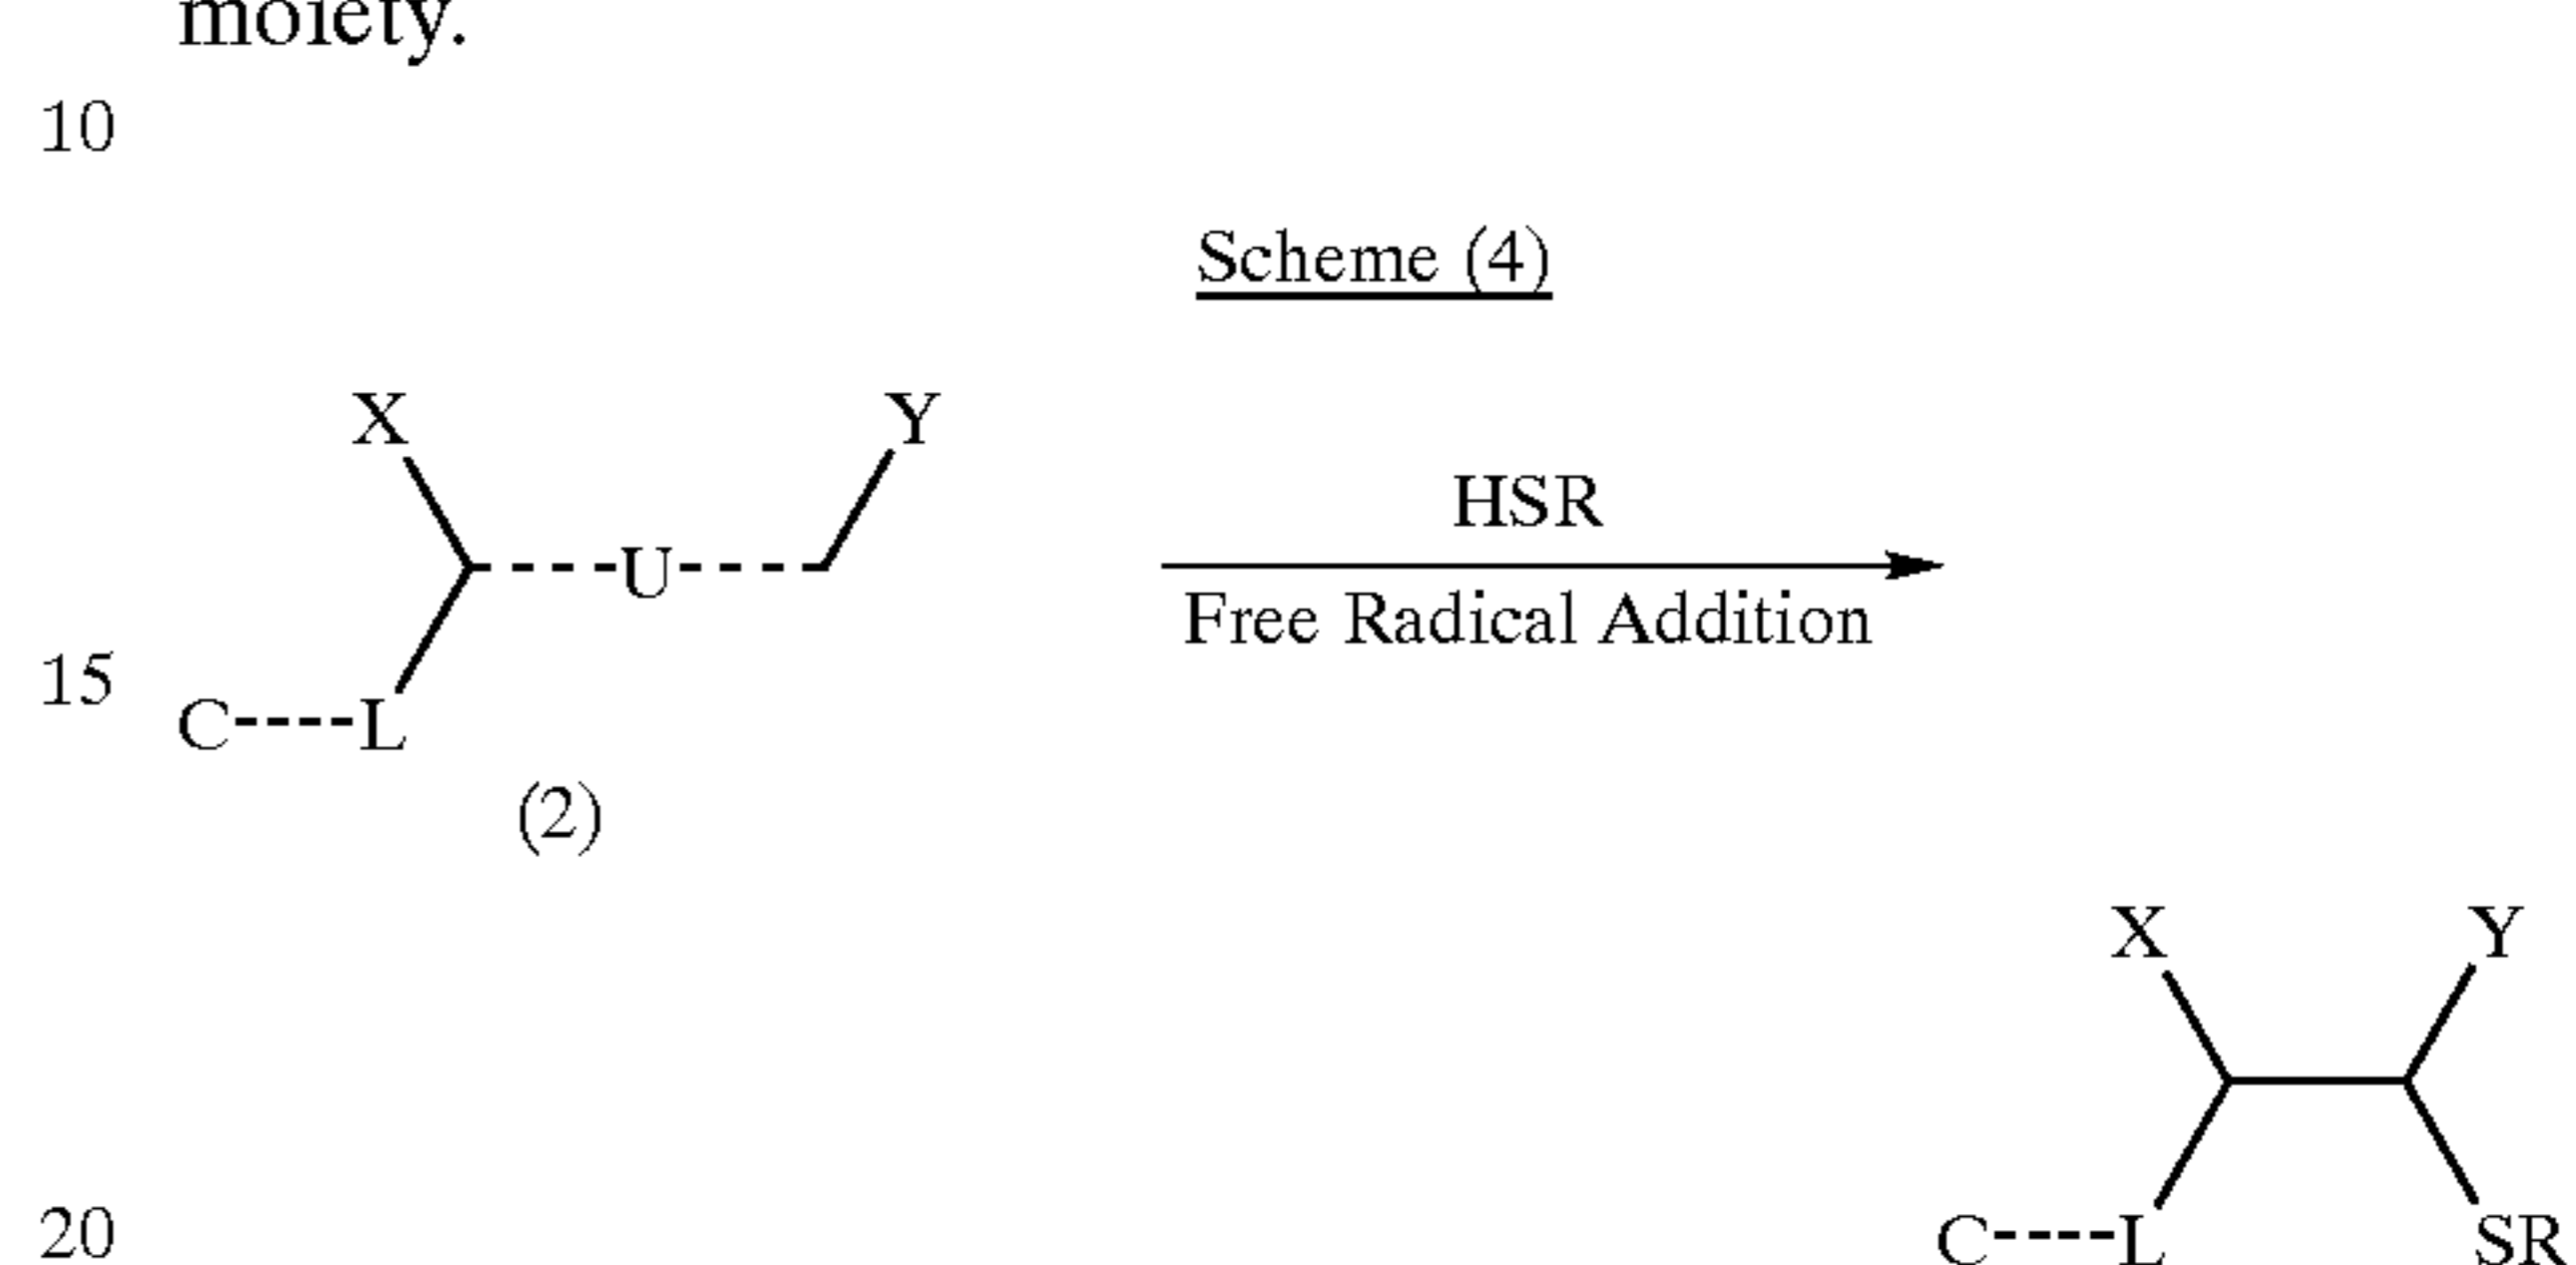 moiety.
10
Scheme (4)
X Y
U
HSR
Free Radical Addition
15
C L
(2)
X Y
20
C L SR